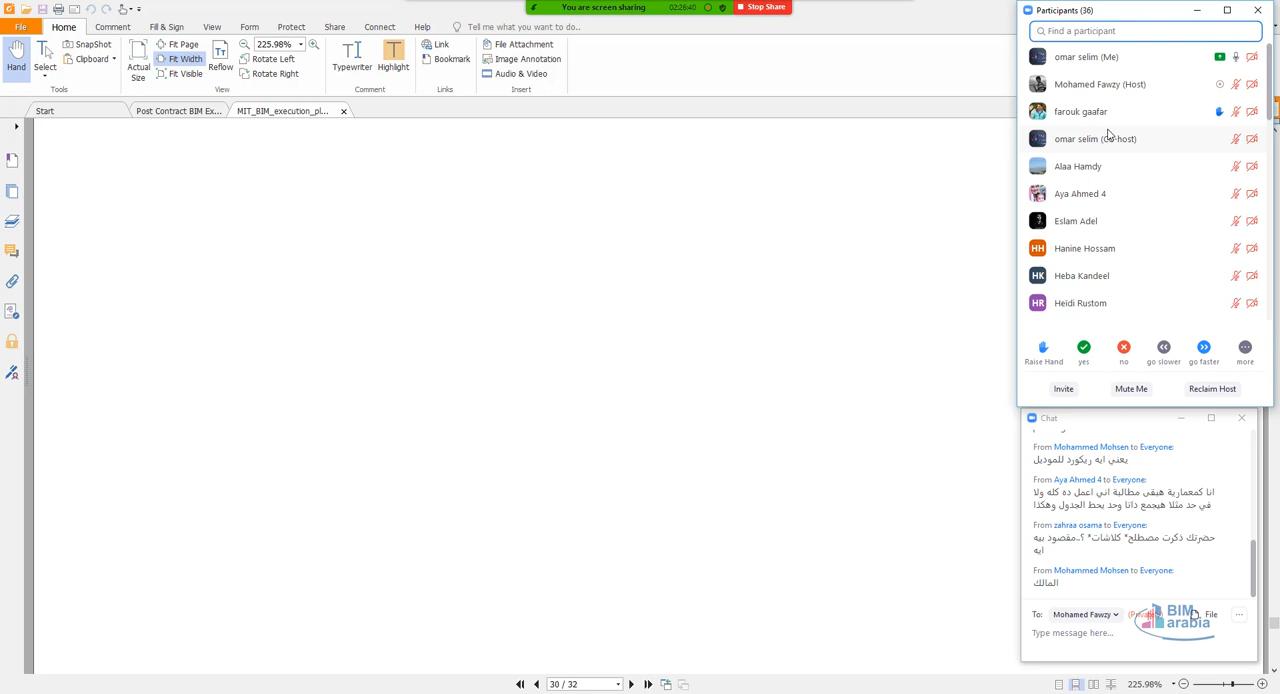 You are screen sharing
02:26:40
Stop Share
File
Home
Comment
Fill & Sign
View
Form
Protect
Share
Connect
Help
Tell me what you want to do..
Hand
Select
SnapShot
Clipboard
Tools
Actual Size
Fit Page
Fit Width
Fit Visible
Reflow
225.98%
Rotate Left
Rotate Right
View
Typewriter
Highlight
Comment
Link
Bookmark
Links
File Attachment
Image Annotation
Audio & Video
Insert
Start
Post Contract BIM Ex...
MIT_BIM_execution_pl...
Participants (36)
Find a participant
omar selim (Me)
Mohamed Fawzy (Host)
farouk gaafar
omar selim (Co-host)
Alaa Hamdy
Aya Ahmed 4
Eslam Adel
HH Hanine Hossam
HK Heba Kandeel
HR Heidi Rustom
Raise Hand
yes
no
go slower
go faster
more
Invite
Mute Me
Reclaim Host
Chat
From Mohammed Mohsen to Everyone:
يعني ايه ريكورد للموديل
From Aya Ahmed 4 to Everyone:
انا كمعمارية هيبقى مطالبة اني اعمل ده كله ولا
في حد مثلا هيجمع داتا وحد يحط الجدول وهكذا
From zahraa osama to Everyone:
حضرتك ذكرت مصطلح* كلاشات* ؟..مقصود بيه
ايه
From Mohammed Mohsen to Everyone:
المالك
To:
Mohamed Fawzy
File
BIM
arabia
Type message here...
30 / 32
225.98%